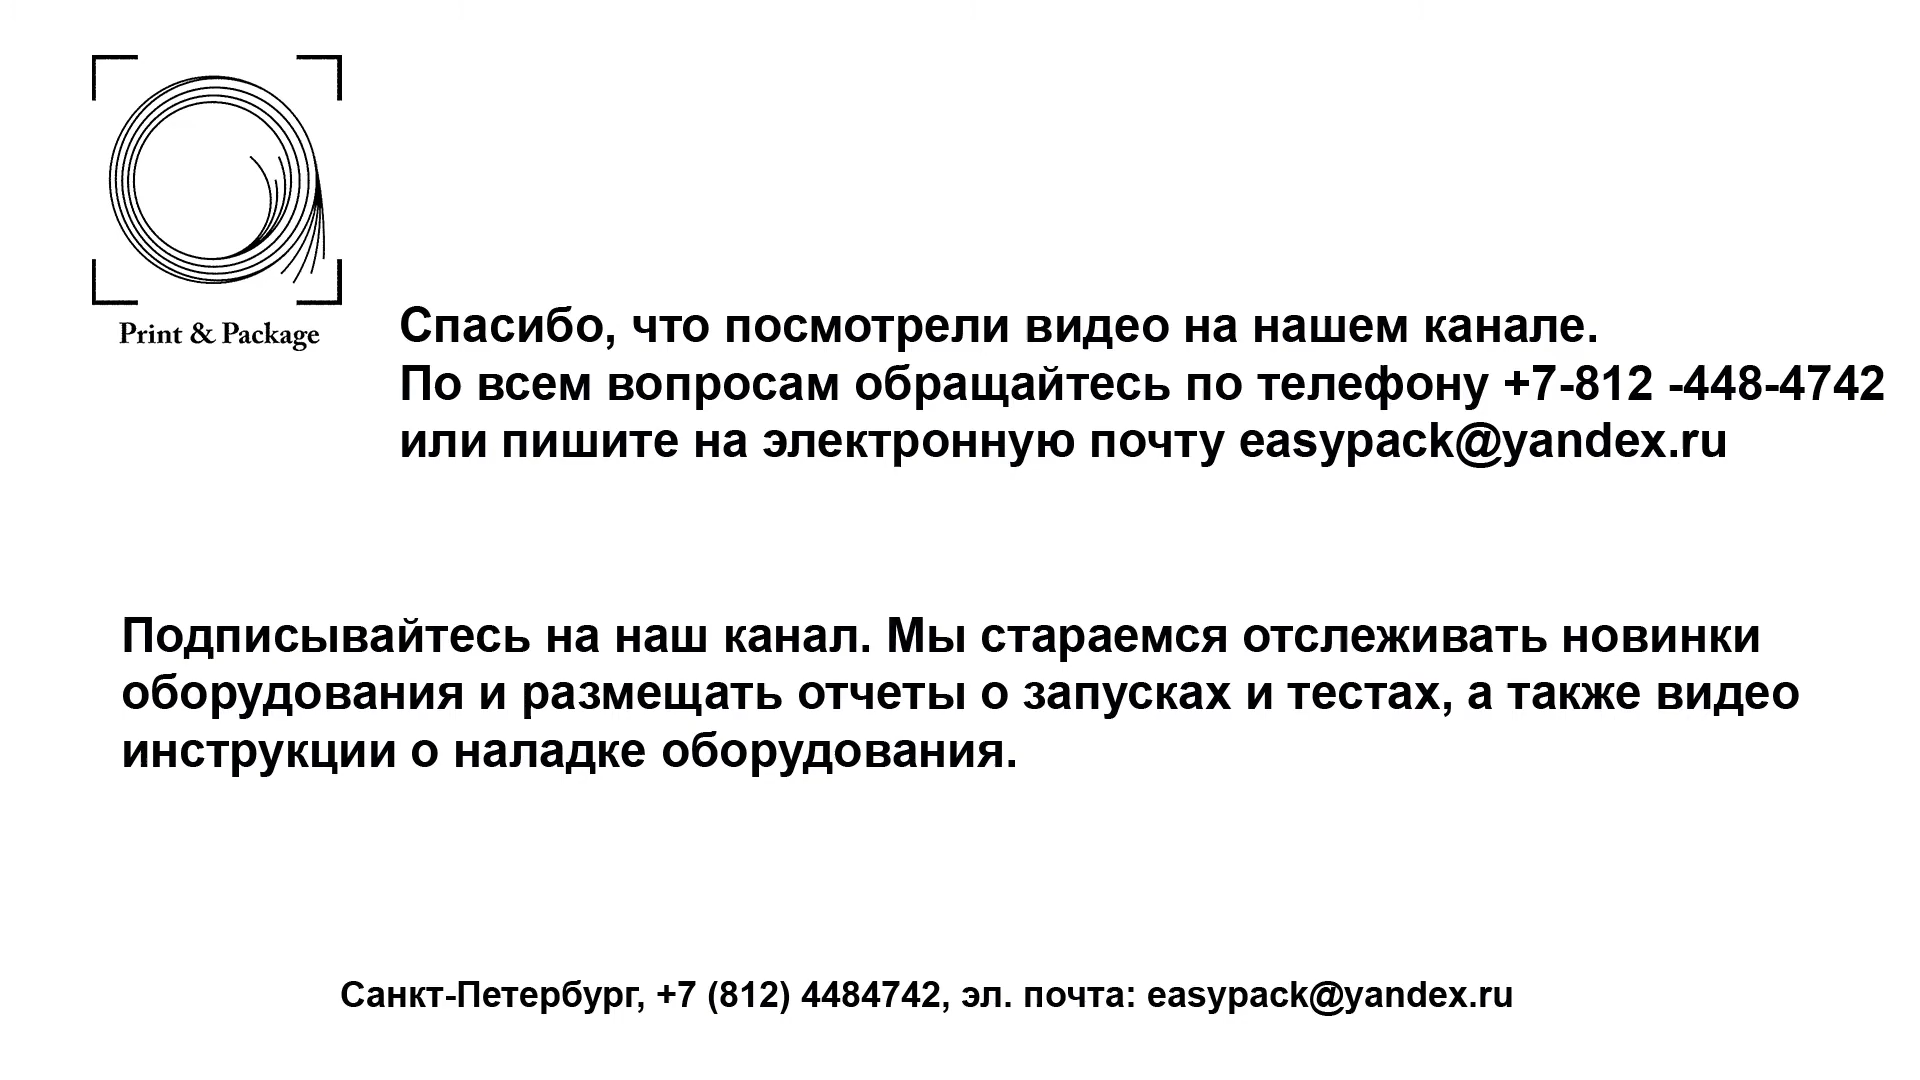 Print & Package
Спасибо, что посмотрели видео на нашем канале.
По всем вопросам обращайтесь по телефону +7-812 -448-4742
или пишите на электронную почту easypack@yandex.ru
Подписывайтесь на наш канал. Мы стараемся отслеживать новинки
оборудования и размещать отчеты о запусках и тестах, а также видео
инструкции о наладке оборудования.
Санкт-Петербург, +7 (812) 4484742, эл. почта: easypack@yandex.ru